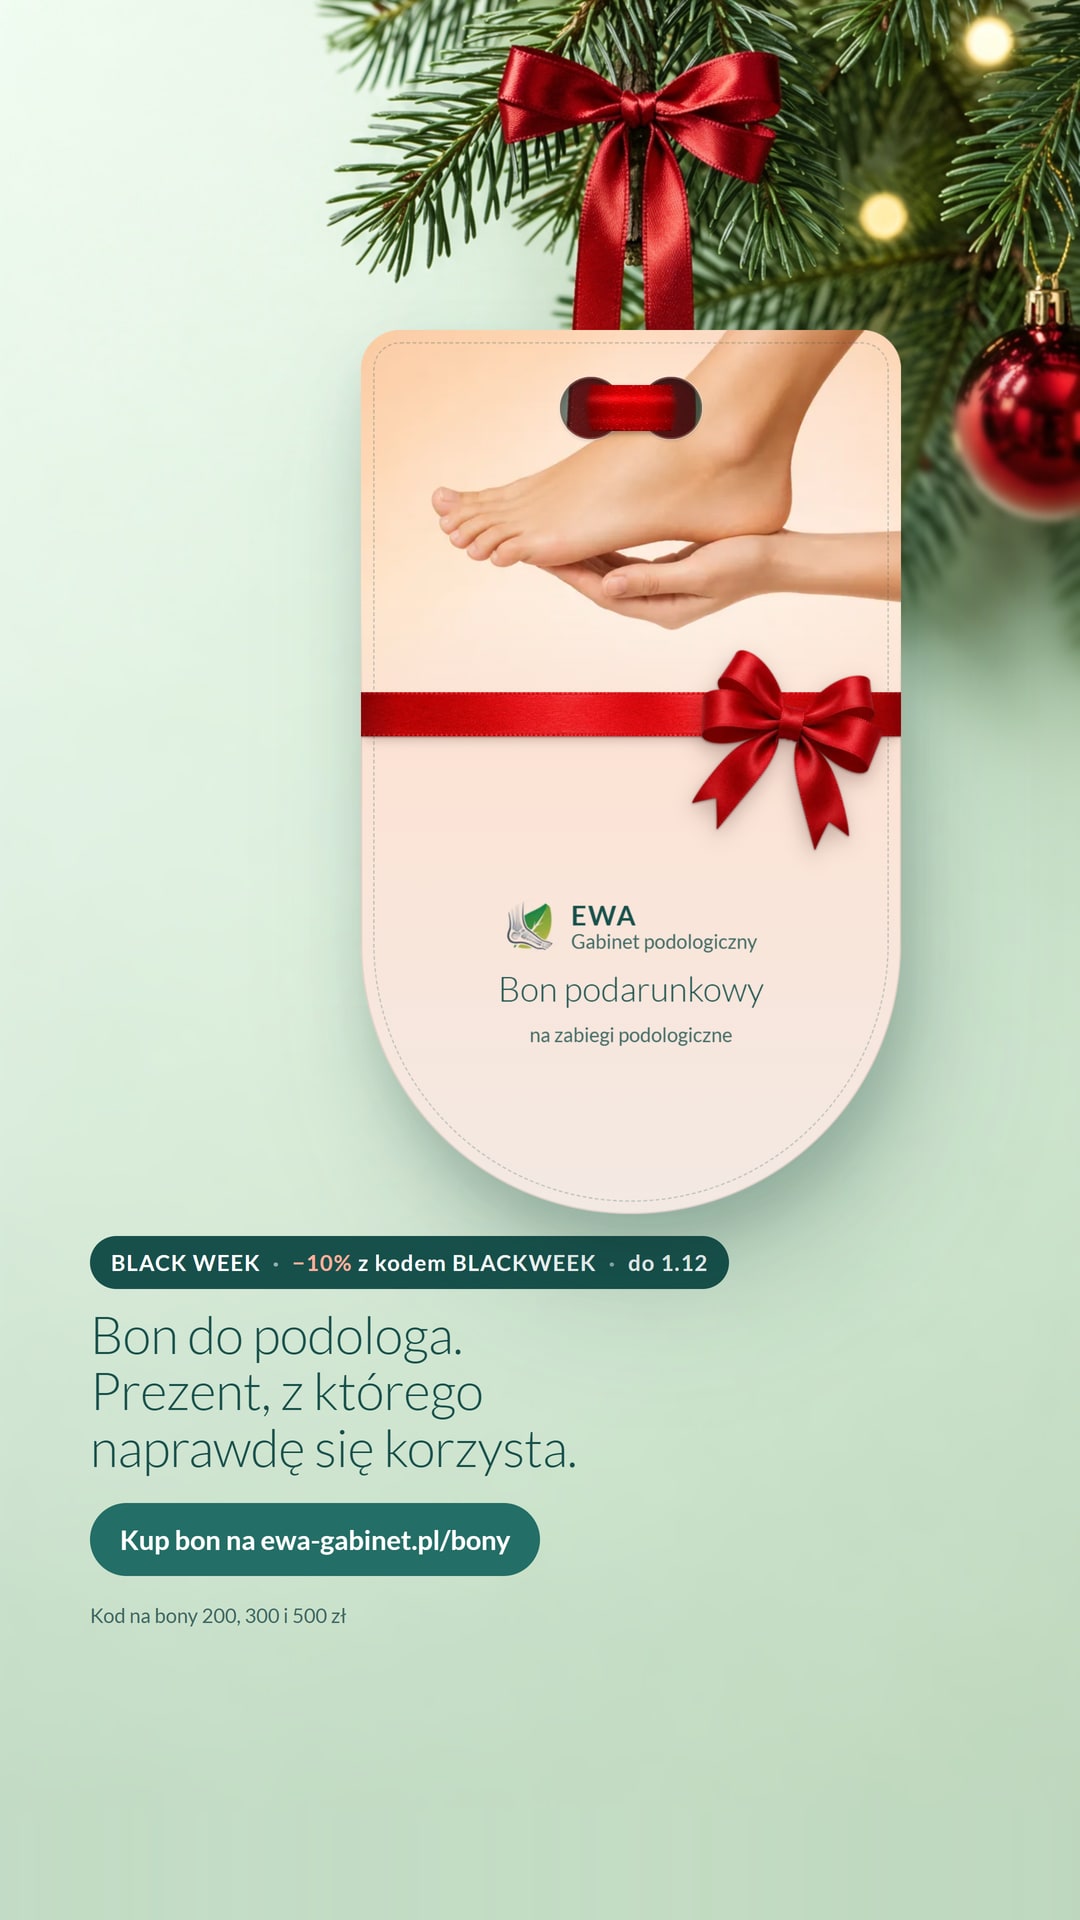 EWA
Gabinet podologiczny
Bon podarunkowy
na zabiegi podologiczne
BLACK WEEK · −10% z kodem BLACKWEEK · do 1.12
Bon do podologa.
Prezent, z którego
naprawdę się korzysta.
Kup bon na ewa-gabinet.pl/bony
Kod na bony 200, 300 i 500 zł